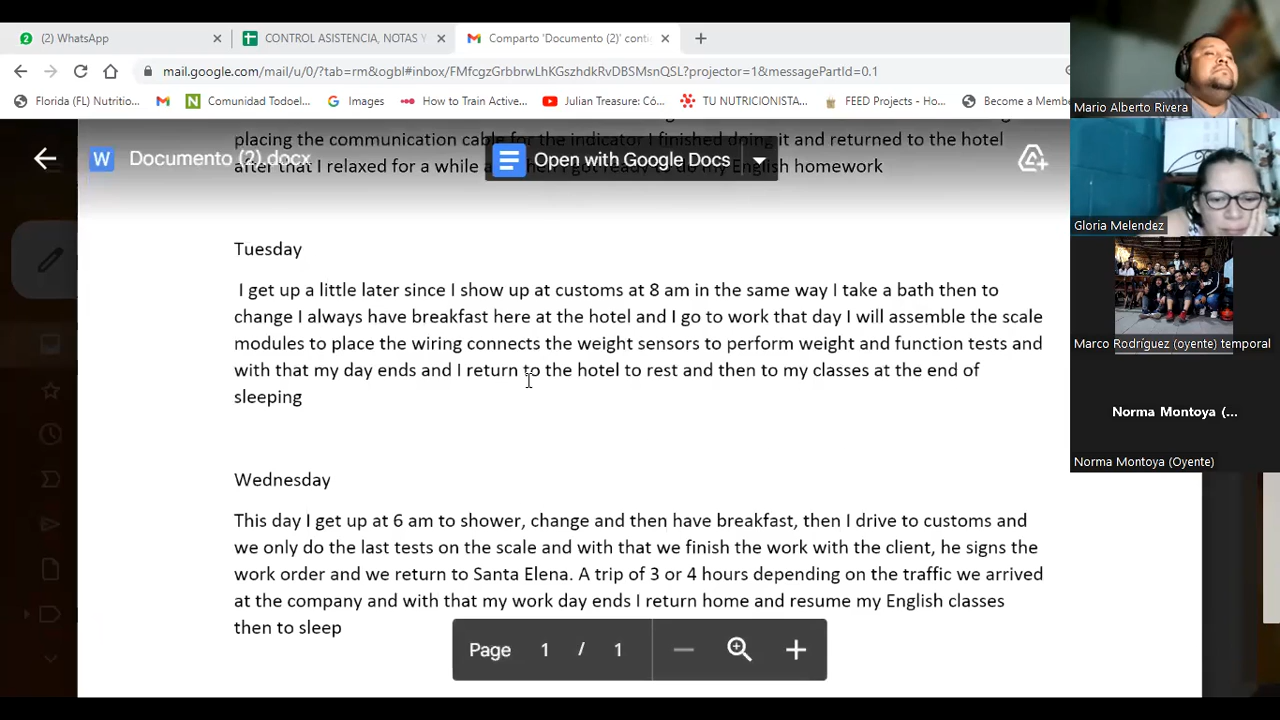 (2) WhatsApp
CONTROL ASISTENCIA, NOTAS Y
Comparto 'Documento (2)' conti
mail.google.com/mail/u/0/?tab=rm&ogbl#inbox/FMfcgzGrbbrwLhKGszhdkRvDBSMsnQSL?projector=1&messagePartId=0.1
Florida (FL) Nutritio...
Comunidad Todoel...
Images
How to Train Active...
Julian Treasure: Có...
TU NUTRICIONISTA...
FEED Projects - Ho...
Become a Membe
placing the communication cable for the indicator I finished doing it and returned to the hotel
Documento (2).docx
Open with Google Docs
after that I relaxed for a while and then I got ready to do my English homework
Tuesday
I get up a little later since I show up at customs at 8 am in the same way I take a bath then to
change I always have breakfast here at the hotel and I go to work that day I will assemble the scale
modules to place the wiring connects the weight sensors to perform weight and function tests and
with that my day ends and I return to the hotel to rest and then to my classes at the end of
sleeping
Wednesday
This day I get up at 6 am to shower, change and then have breakfast, then I drive to customs and
we only do the last tests on the scale and with that we finish the work with the client, he signs the
work order and we return to Santa Elena. A trip of 3 or 4 hours depending on the traffic we arrived
at the company and with that my work day ends I return home and resume my English classes
then to sleep
Page 1 / 1
Mario Alberto Rivera
Gloria Melendez
Marco Rodríguez (oyente) temporal
Norma Montoya (...
Norma Montoya (Oyente)